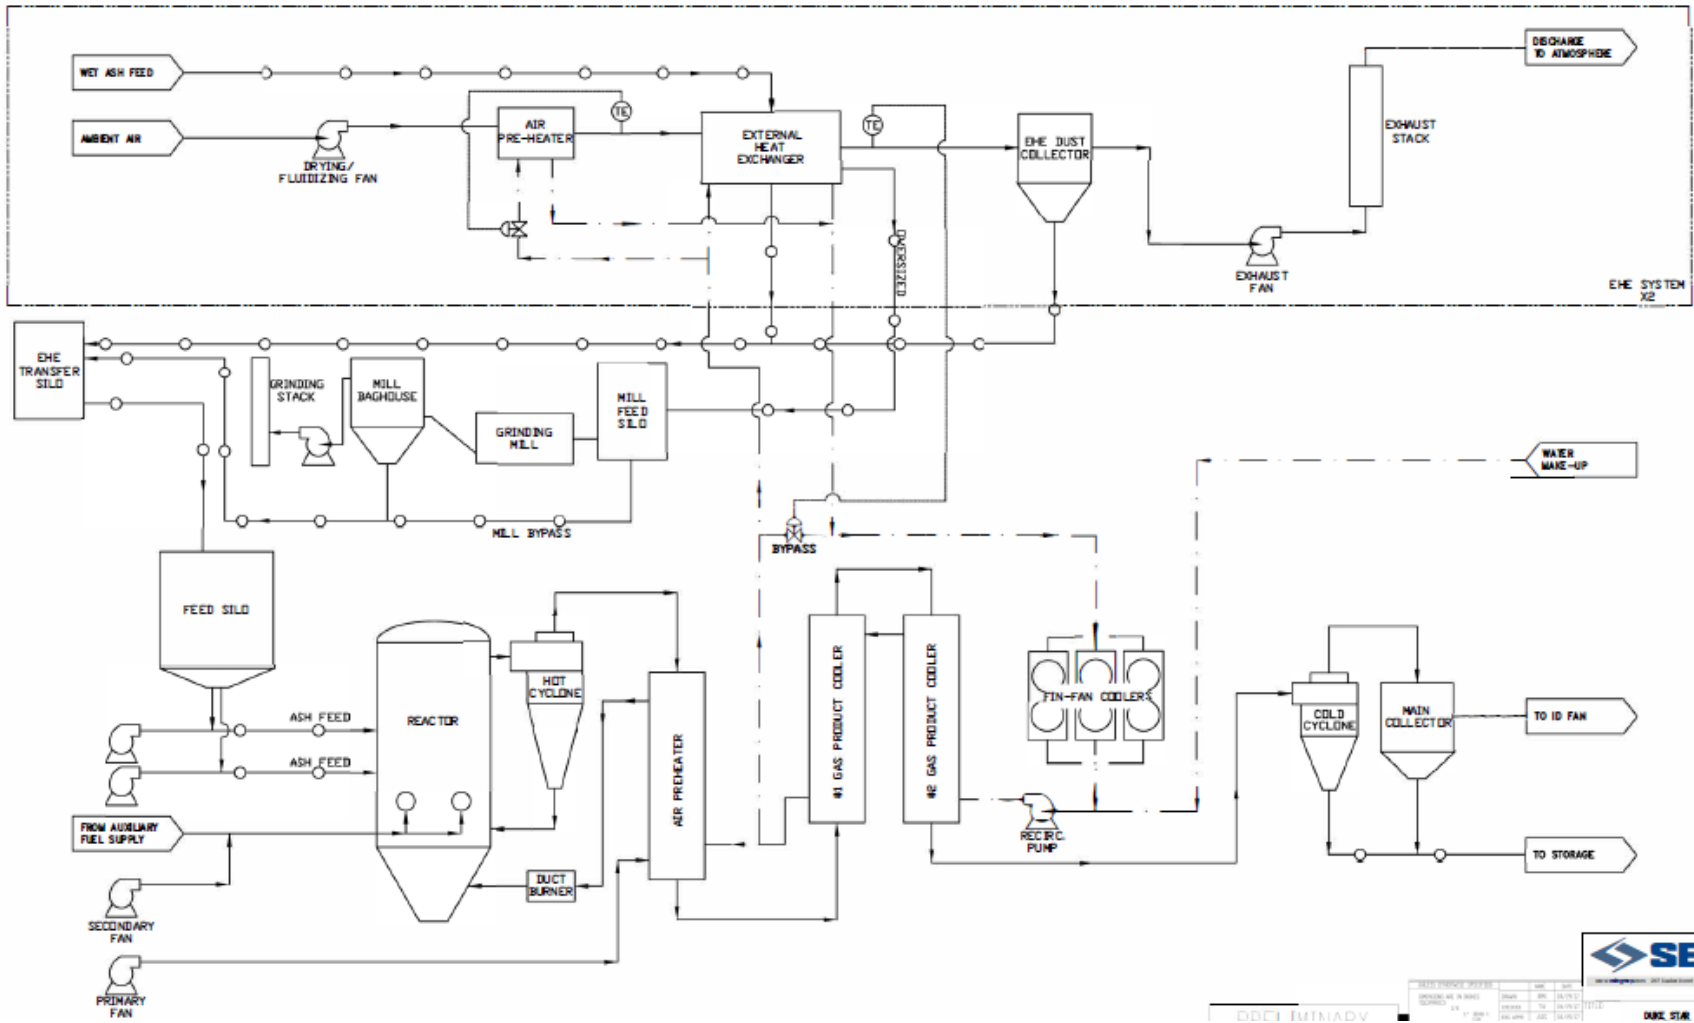 WET ASH FEED
AMBIENT AIR
DRYING/
FLUIDIZING FAN
AIR
PRE-HEATER
TE
EXTERNAL
HEAT
EXCHANGER
TE
OVERSIZED
EHE DUST
COLLECTOR
EXHAUST
FAN
EXHAUST
STACK
DISCHARGE
TO ATMOSPHERE
EHE SYSTEM
X2
EHE
TRANSFER
SILO
GRINDING
STACK
MILL
BAGHOUSE
GRINDING
MILL
MILL
FEED
SILO
MILL BYPASS
WATER
MAKE-UP
BYPASS
FEED SILO
ASH FEED
ASH FEED
REACTOR
HOT
CYCLONE
AIR PREHEATER
#1 GAS PRODUCT COOLER
#2 GAS PRODUCT COOLER
FIN-FAN COOLERS
RECIRC.
PUMP
COLD
CYCLONE
MAIN
COLLECTOR
TO ID FAN
TO STORAGE
FROM AUXILIARY
FUEL SUPPLY
DUCT
BURNER
SECONDARY
FAN
PRIMARY
FAN
SE
PRELIMINARY
TITLE
DUKE STAR